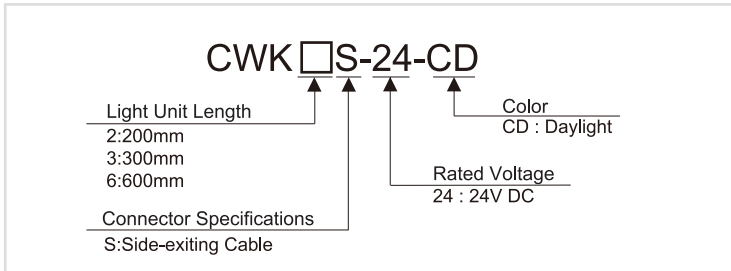 CWK□S-24-CD
Light Unit Length
2:200mm
3:300mm
6:600mm
Connector Specifications
S:Side-exiting Cable
Color
CD : Daylight
Rated Voltage
24 : 24V DC